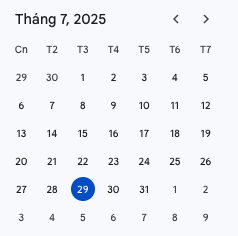 Tháng 7, 2025
Cn T2 T3 T4 T5 T6 T7
29 30 1 2 3 4 5
6 7 8 9 10 11 12
13 14 15 16 17 18 19
20 21 22 23 24 25 26
27 28 29 30 31 1 2
3 4 5 6 7 8 9